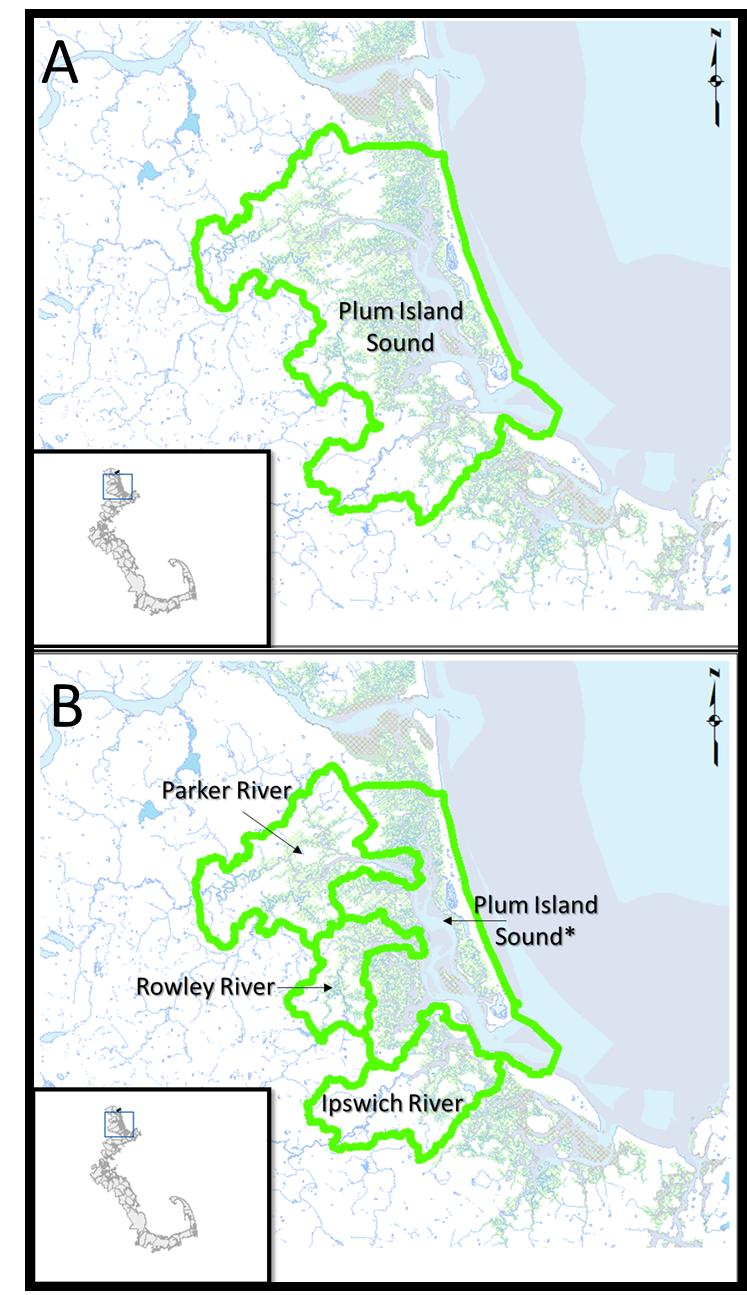 A
N
Plum Island
Sound
B
N
Parker River
Plum Island
Sound*
Rowley River
Ipswich River